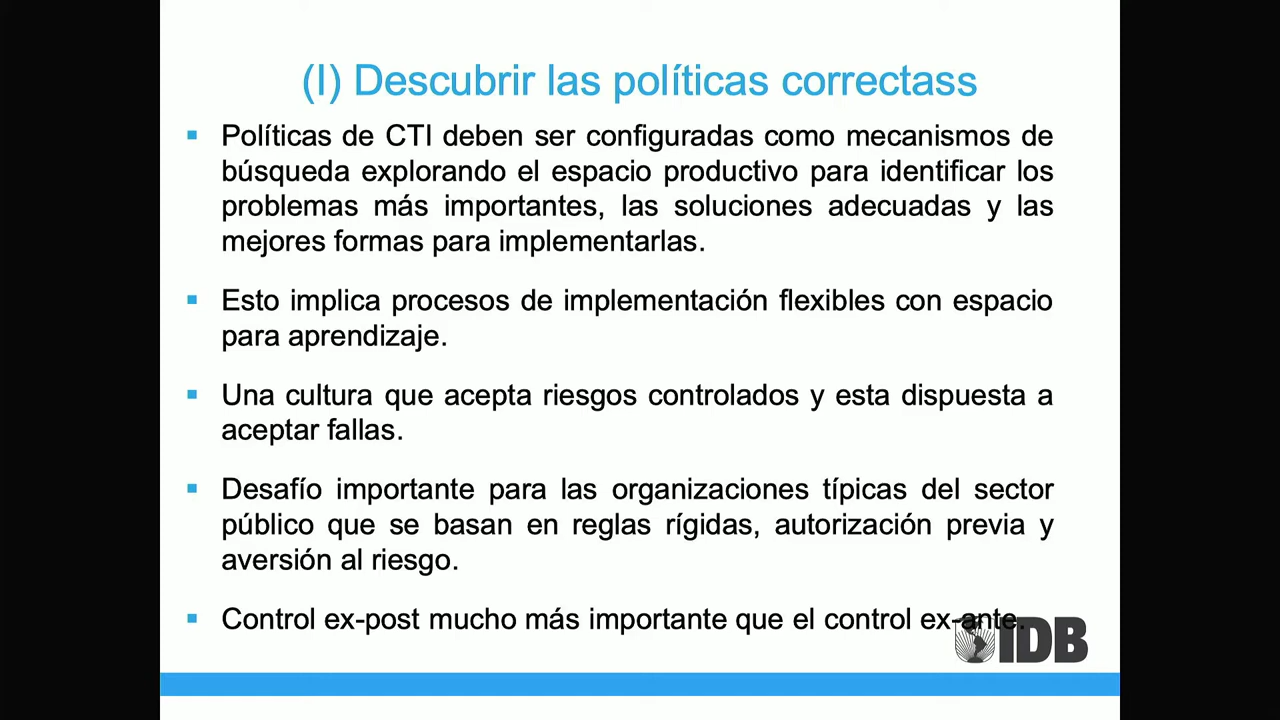 (I) Descubrir las políticas correctass
Políticas de CTI deben ser configuradas como mecanismos de
búsqueda explorando el espacio productivo para identificar los
problemas más importantes, las soluciones adecuadas y las
mejores formas para implementarlas.
Esto implica procesos de implementación flexibles con espacio
para aprendizaje.
Una cultura que acepta riesgos controlados y esta dispuesta a
aceptar fallas.
Desafío importante para las organizaciones típicas del sector
público que se basan en reglas rígidas, autorización previa y
aversión al riesgo.
Control ex-post mucho más importante que el control ex-ante.
IDB